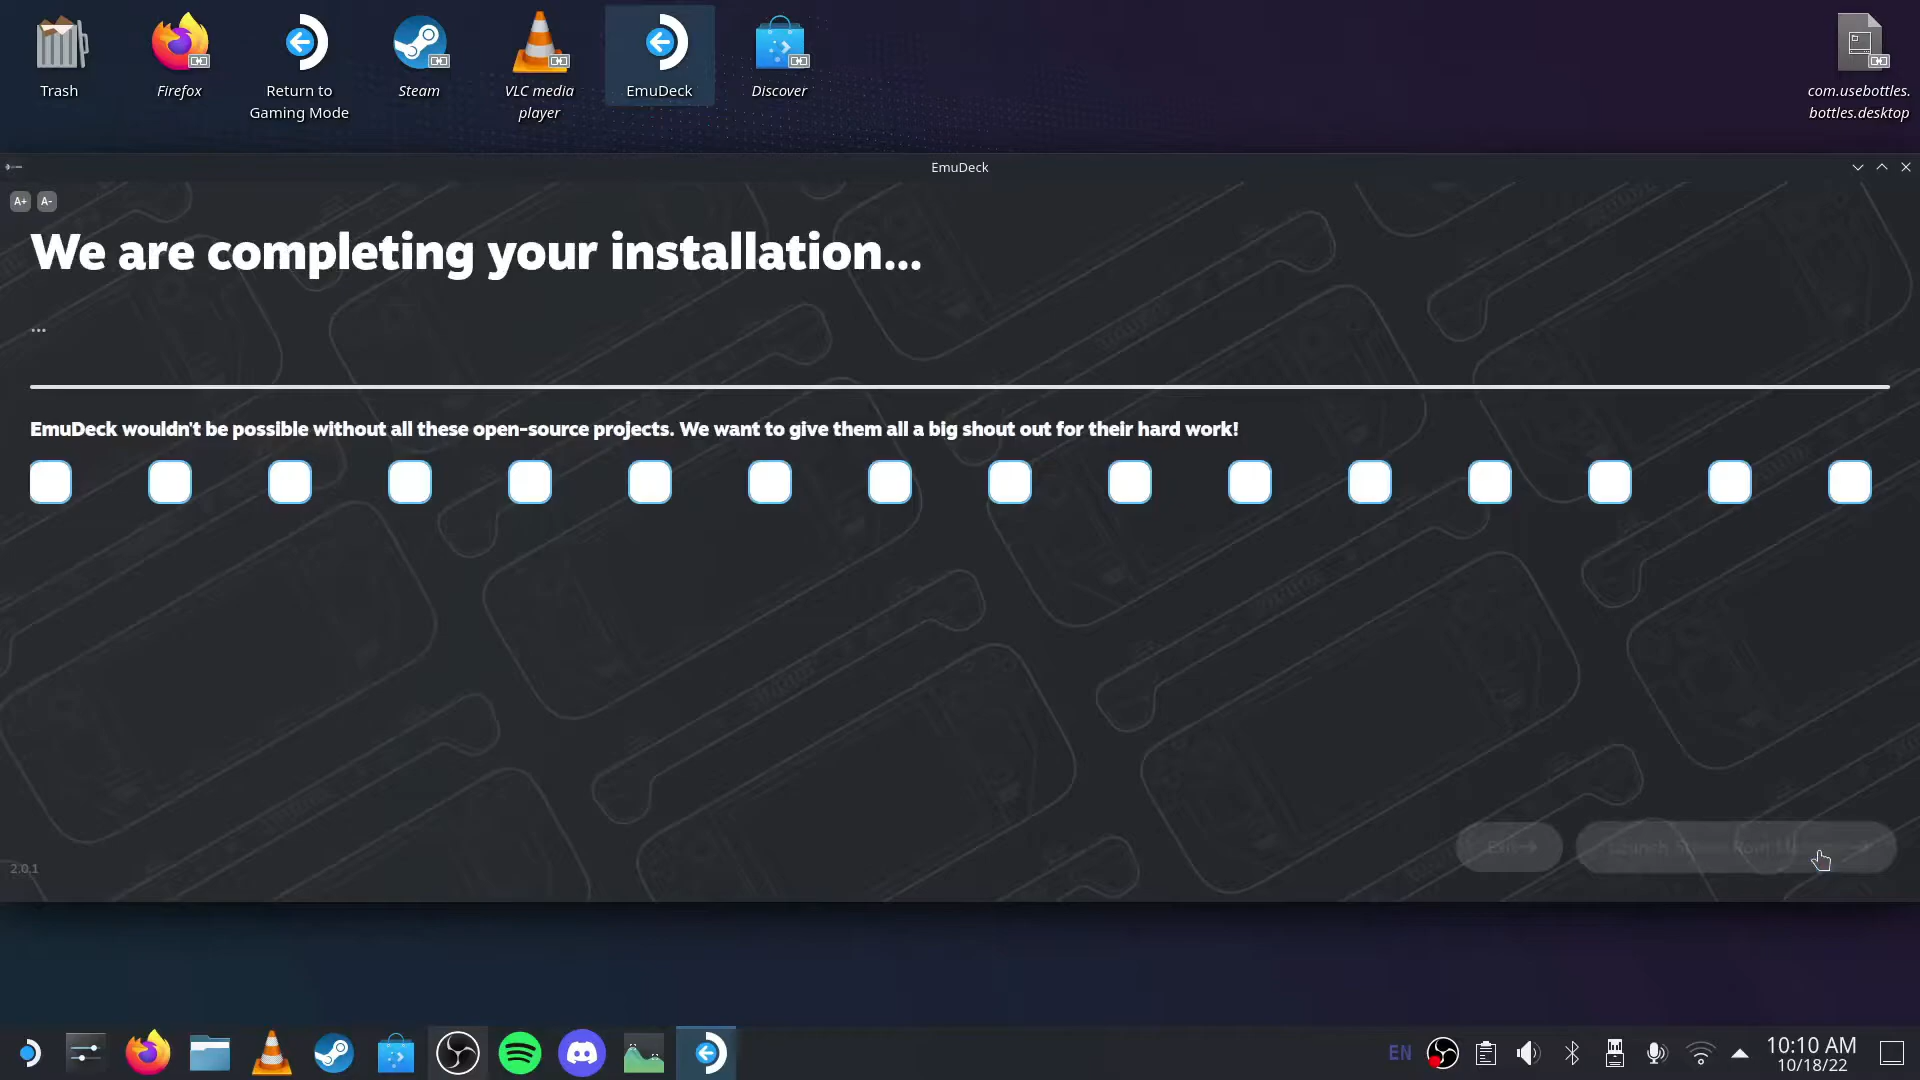 Trash
Firefox
Return to
Gaming Mode
Steam
VLC media
player
EmuDeck
Discover
com.usebottles.
bottles.desktop
EmuDeck
A+
A-
We are completing your installation...
...
EmuDeck wouldn't be possible without all these open-source projects. We want to give them all a big shout out for their hard work!
Exit
2.0.1
EN
10:10 AM
10/18/22